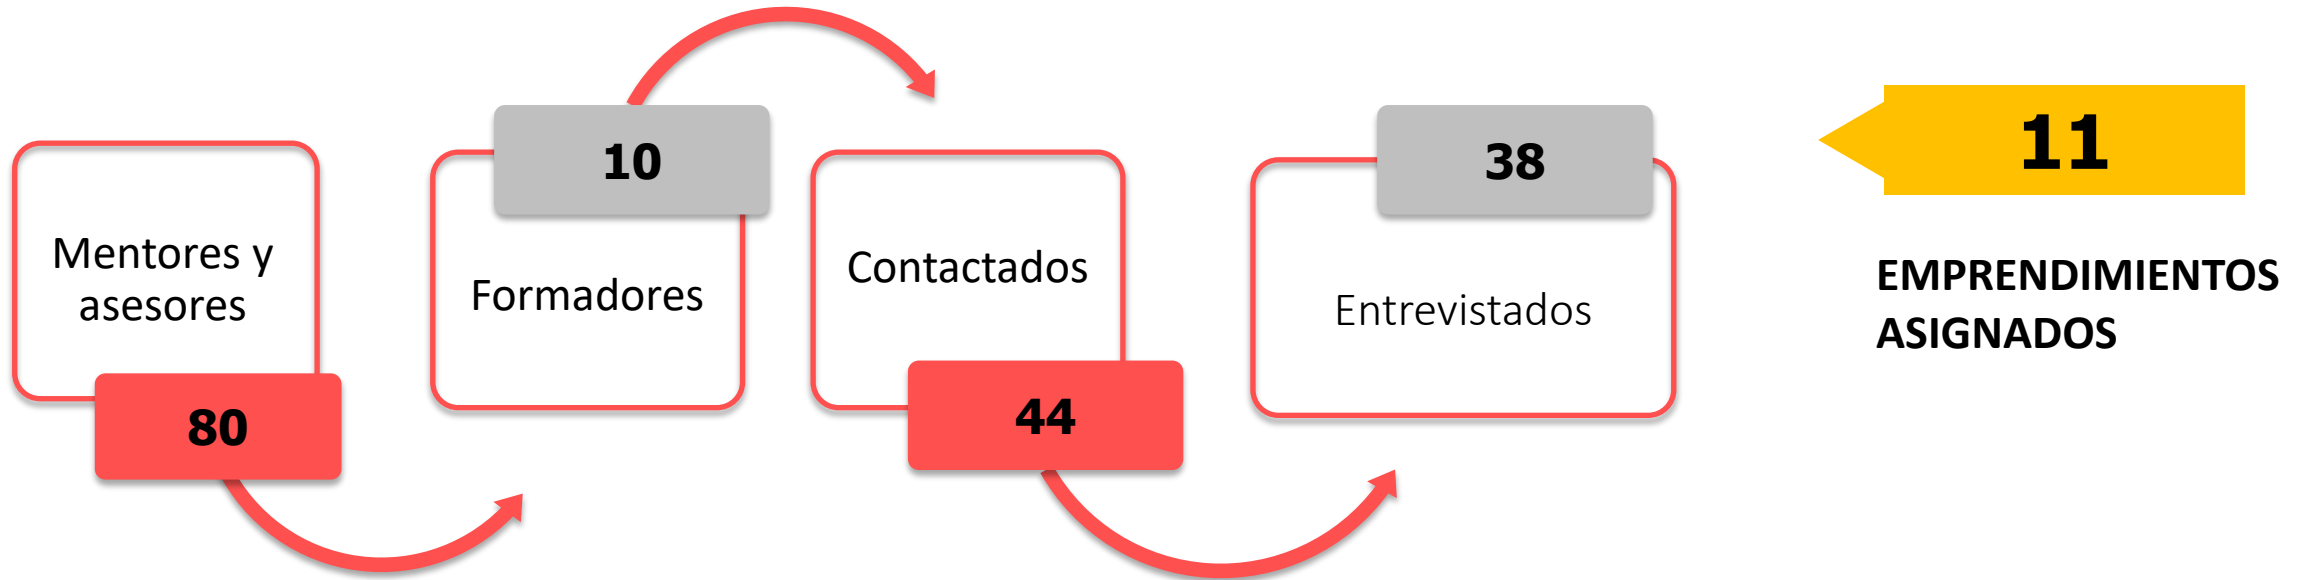 Mentores y
asesores
80
10
Formadores
Contactados
44
38
Entrevistados
11
EMPRENDIMIENTOS
ASIGNADOS